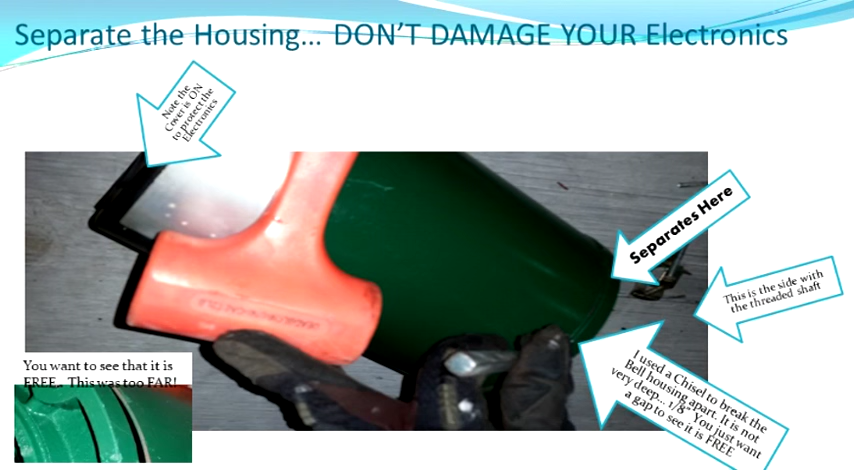 Separate the Housing... DON'T DAMAGE YOUR Electronics
Note the
Cover is ON
to protect the
Electronics
Separates Here
This is the side with
the threaded shaft
I used a Chisel to break the
Bell housing apart. It is not
very deep... 1/8" You just want
a gap to see it is FREE
You want to see that it is
FREE.. This was too FAR!